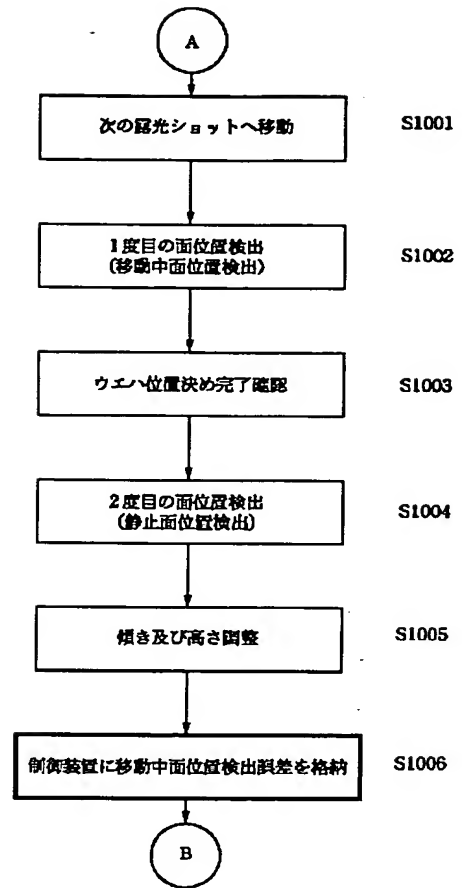 A
次の露光ショットへ移動
S1001
1度目の面位置検出
(移動中面位置検出)
S1002
ウエハ位置決め完了確認
S1003
2度目の面位置検出
(静止面位置検出)
S1004
傾き及び高さ調整
S1005
制御装置に移動中面位置検出誤差を格納
S1006
B